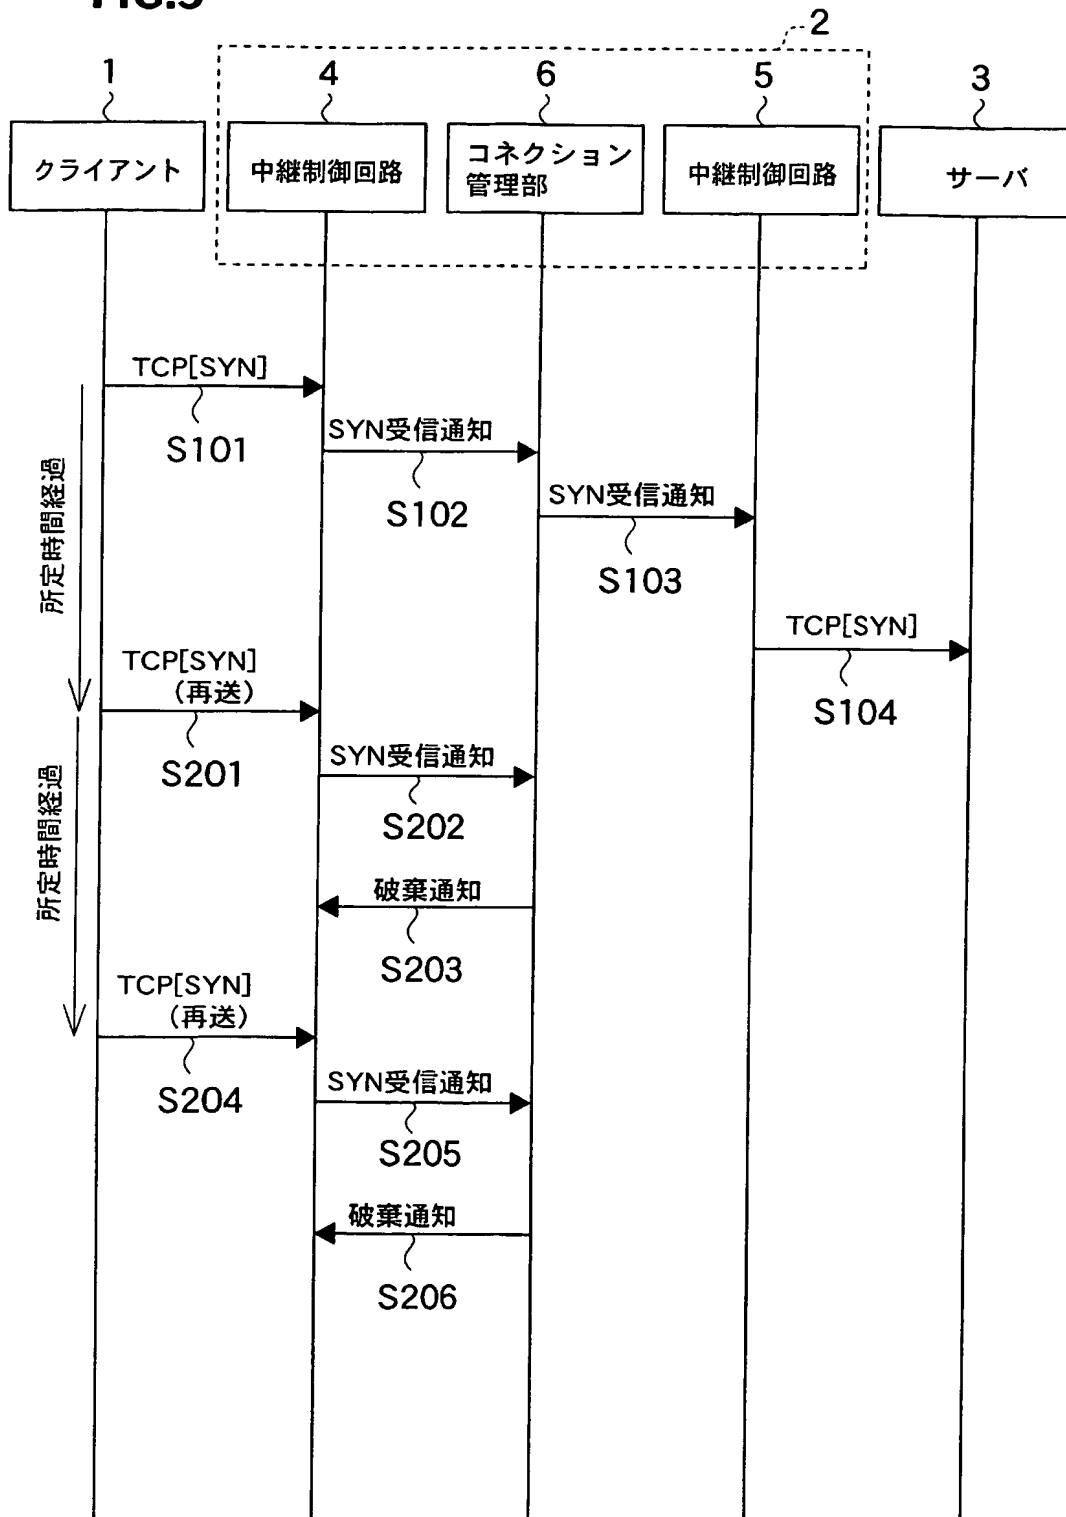 2
1
4
6
5
3
クライアント
中継制御回路
コネクション
管理部
中継制御回路
サーバ
TCP[SYN]
S101
SYN受信通知
S102
SYN受信通知
S103
所定時間経過
TCP[SYN]
S104
TCP[SYN]
(再送)
S201
SYN受信通知
S202
所定時間経過
破棄通知
S203
TCP[SYN]
(再送)
S204
SYN受信通知
S205
破棄通知
S206